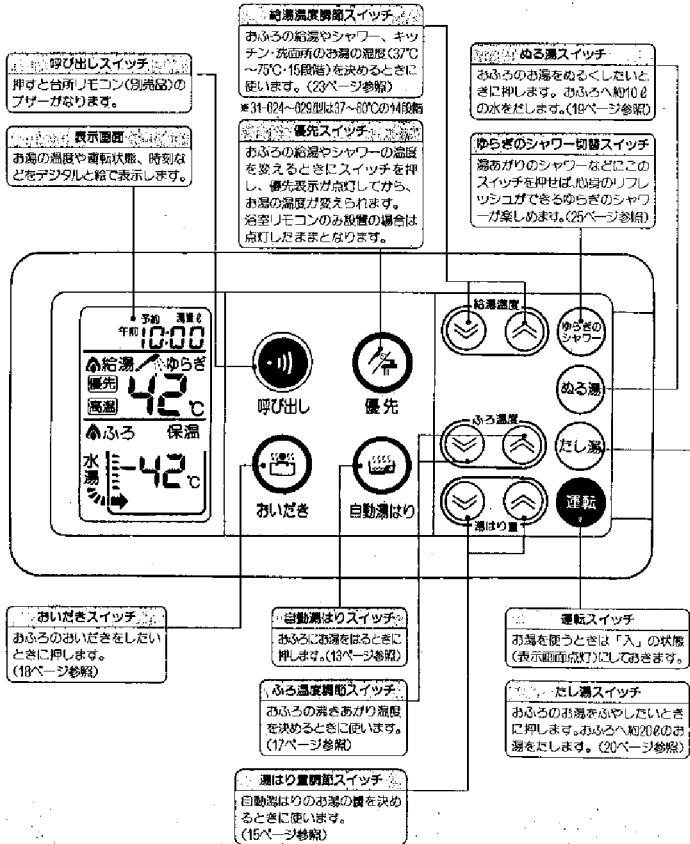 給湯温度調節スイッチ
おふろの給湯やシャワー、キッ
チン・洗面所のお湯の温度(37℃
～75℃・15段階)を決めるときに
使います。(23ページ参照)
※31-624～629型は37～60℃の14段階
呼び出しスイッチ
押すと台所リモコン(別売品)の
ブザーがなります。
表示画面
お湯の温度や運転状態、時刻な
どをデジタルと絵で表示します。
優先スイッチ
おふろの給湯やシャワーの温度
を変えるときにスイッチを押
し、優先表示が点灯してから、
お湯の温度が変えられます。
浴室リモコンのみ設置の場合は
点灯したままとなります。
ぬる湯スイッチ
おふろのお湯をぬるくしたいと
きに押します。おふろへ約10ℓ
の水をだします。(19ページ参照)
ゆらぎのシャワー切替スイッチ
湯あがりのシャワーなどにこの
スイッチを押せば、心身のリフレ
ッシュができるゆらぎのシャワ
ーが楽しめます。(25ページ参照)
予約 湯量ℓ
午前 10:00
給湯 ゆらぎ
優先
高温
42℃
ふろ 保温
水
湯
42℃
呼び出し
優先
おいだき
自動湯はり
給湯温度
ふろ温度
湯はり量
ゆらぎの
シャワー
ぬる湯
たし湯
運転
おいだきスイッチ
おふろのおいだきをしたい
ときに押します。
(18ページ参照)
自動湯はりスイッチ
おふろにお湯をはるときに
押します。(13ページ参照)
ふろ温度調節スイッチ
おふろの沸きあがり温度
を決めるときに使います。
(17ページ参照)
湯はり量調節スイッチ
自動湯はりのお湯の量を決め
るときに使います。
(15ページ参照)
運転スイッチ
お湯を使うときは「入」の状態
(表示画面点灯)にしておきます。
たし湯スイッチ
おふろのお湯をふやしたいとき
に押します。おふろへ約20ℓのお
湯をだします。(20ページ参照)